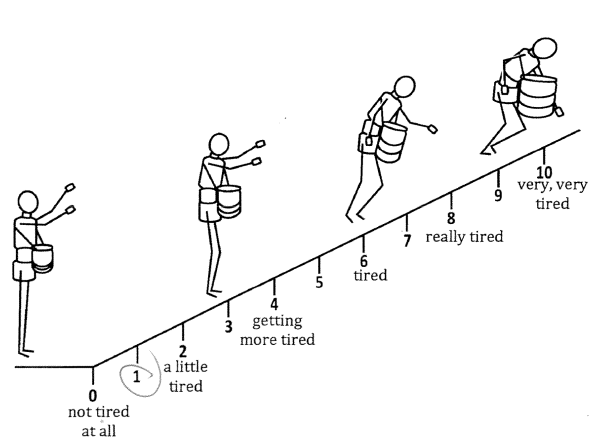 0
not tired
at all
1
2
a little
tired
3
4
getting
more tired
5
6
tired
7
8
really tired
9
10
very, very
tired